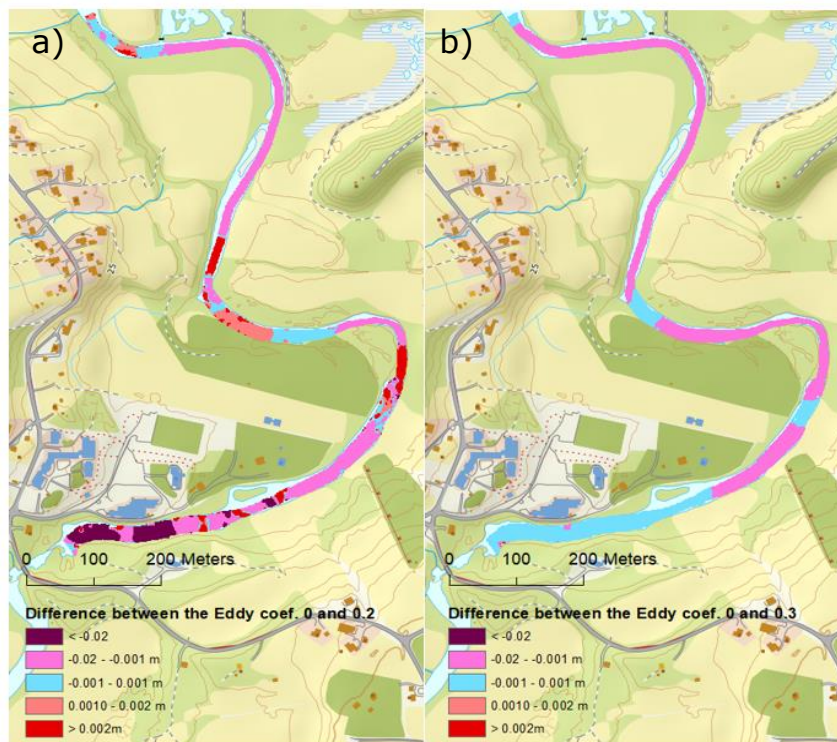 a)
25
0 100 200 Meters
Difference between the Eddy coef. 0 and 0.2
< -0.02
-0.02 - -0.001 m
-0.001 - 0.001 m
0.0010 - 0.002 m
> 0.002m
b)
25
0 100 200 Meters
Difference between the Eddy coef. 0 and 0.3
< -0.02
-0.02 - -0.001 m
-0.001 - 0.001 m
0.0010 - 0.002 m
> 0.002m